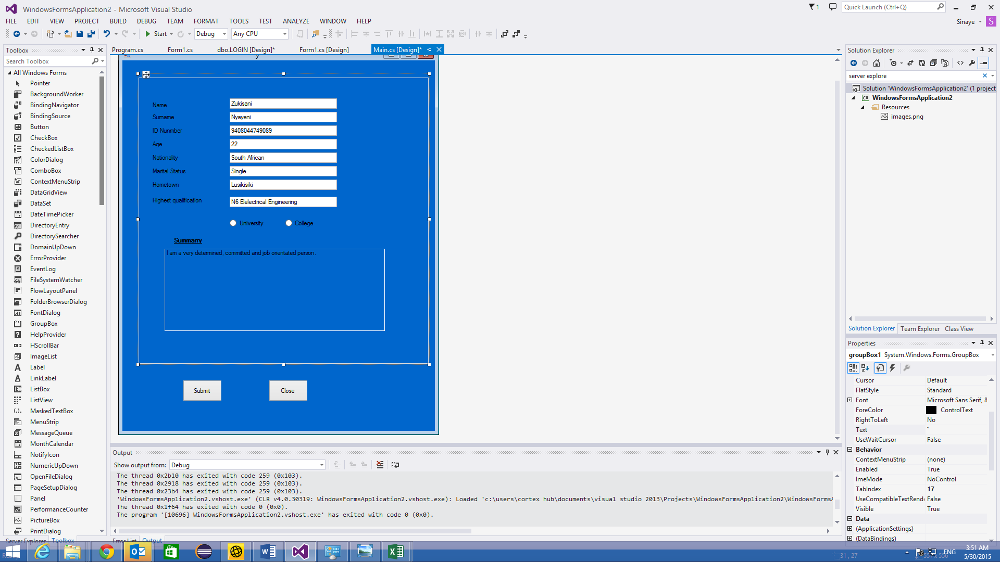 WindowsFormsApplication2 - Microsoft Visual Studio
1
Quick Launch (Ctrl+Q)
FILE EDIT VIEW PROJECT BUILD DEBUG TEAM FORMAT TOOLS TEST ANALYZE WINDOW HELP
Sinaye S
Start Debug Any CPU
Toolbox
Search Toolbox
All Windows Forms
Pointer
BackgroundWorker
BindingNavigator
BindingSource
Button
CheckBox
CheckedListBox
ColorDialog
ComboBox
ContextMenuStrip
DataGridView
DataSet
DateTimePicker
DirectoryEntry
DirectorySearcher
DomainUpDown
ErrorProvider
EventLog
FileSystemWatcher
FlowLayoutPanel
FolderBrowserDialog
FontDialog
GroupBox
HelpProvider
HScrollBar
ImageList
Label
LinkLabel
ListBox
ListView
MaskedTextBox
MenuStrip
MessageQueue
MonthCalendar
NotifyIcon
NumericUpDown
OpenFileDialog
PageSetupDialog
Panel
PerformanceCounter
PictureBox
PrintDialog
Server Explorer Toolbox
Program.cs Form1.cs dbo.LOGIN [Design]* Form1.cs [Design] Main.cs [Design]*
Name Zukisani
Surname Nyayeni
ID Nunmber 9408044749089
Age 22
Nationality South African
Marital Status Single
Hometown Lusikisiki
Highest qualification N6 Elelectrical Engineering
University College
Summarry
I am a very determined, committed and job orientated person.
Submit Close
Output
Show output from: Debug
The thread 0x2b10 has exited with code 259 (0x103).
The thread 0x2918 has exited with code 259 (0x103).
The thread 0x23b4 has exited with code 259 (0x103).
'WindowsFormsApplication2.vshost.exe' (CLR v4.0.30319: WindowsFormsApplication2.vshost.exe): Loaded 'c:\users\cortex hub\documents\visual studio 2013\Projects\WindowsFormsApplication2\WindowsForms
The thread 0x1f64 has exited with code 0 (0x0).
The program '[10696] WindowsFormsApplication2.vshost.exe' has exited with code 0 (0x0).
Error List Output
Solution Explorer
server explore
Solution 'WindowsFormsApplication2' (1 project
WindowsFormsApplication2
Resources
images.png
Solution Explorer Team Explorer Class View
Properties
groupBox1 System.Windows.Forms.GroupBox
Cursor Default
FlatStyle Standard
Font Microsoft Sans Serif, 8
ForeColor ControlText
RightToLeft No
Text `
UseWaitCursor False
Behavior
ContextMenuStrip (none)
Enabled True
ImeMode NoControl
TabIndex 17
UseCompatibleTextRende False
Visible True
Data
(ApplicationSettings)
(DataBindings)
31 , 27
557 x 556
ENG
3:51 AM
5/30/2015